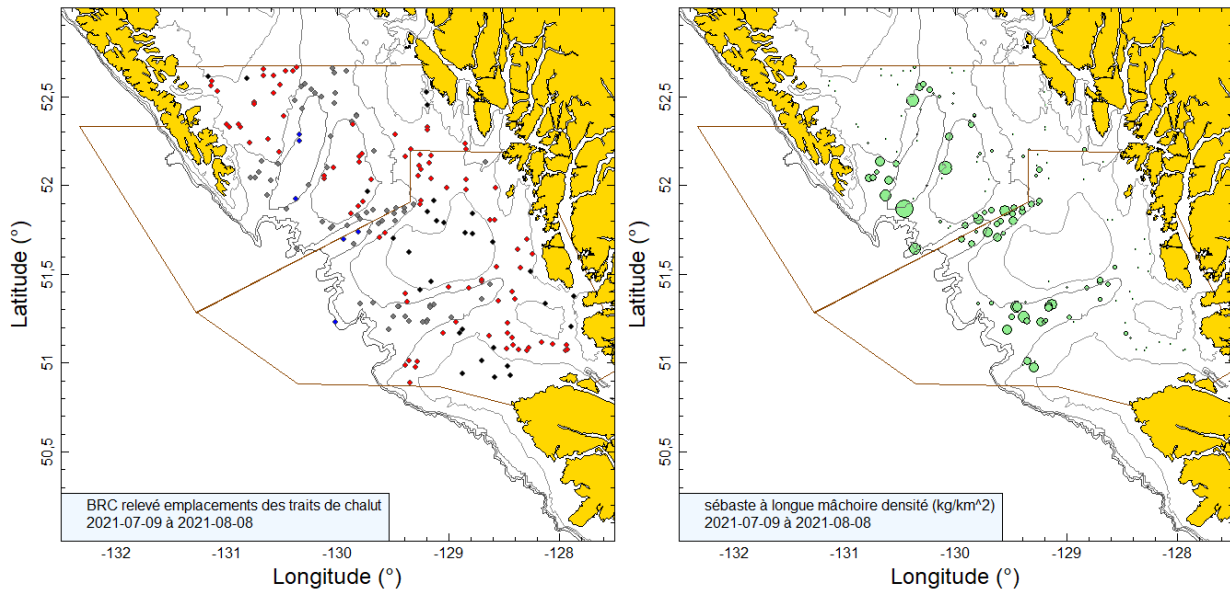 Latitude (°)
52,5
52
51,5
51
50,5
BRC relevé emplacements des traits de chalut
2021-07-09 à 2021-08-08
-132
-131
-130
-129
-128
Longitude (°)
Latitude (°)
52,5
52
51,5
51
50,5
sébaste à longue mâchoire densité (kg/km^2)
2021-07-09 à 2021-08-08
-132
-131
-130
-129
-128
Longitude (°)